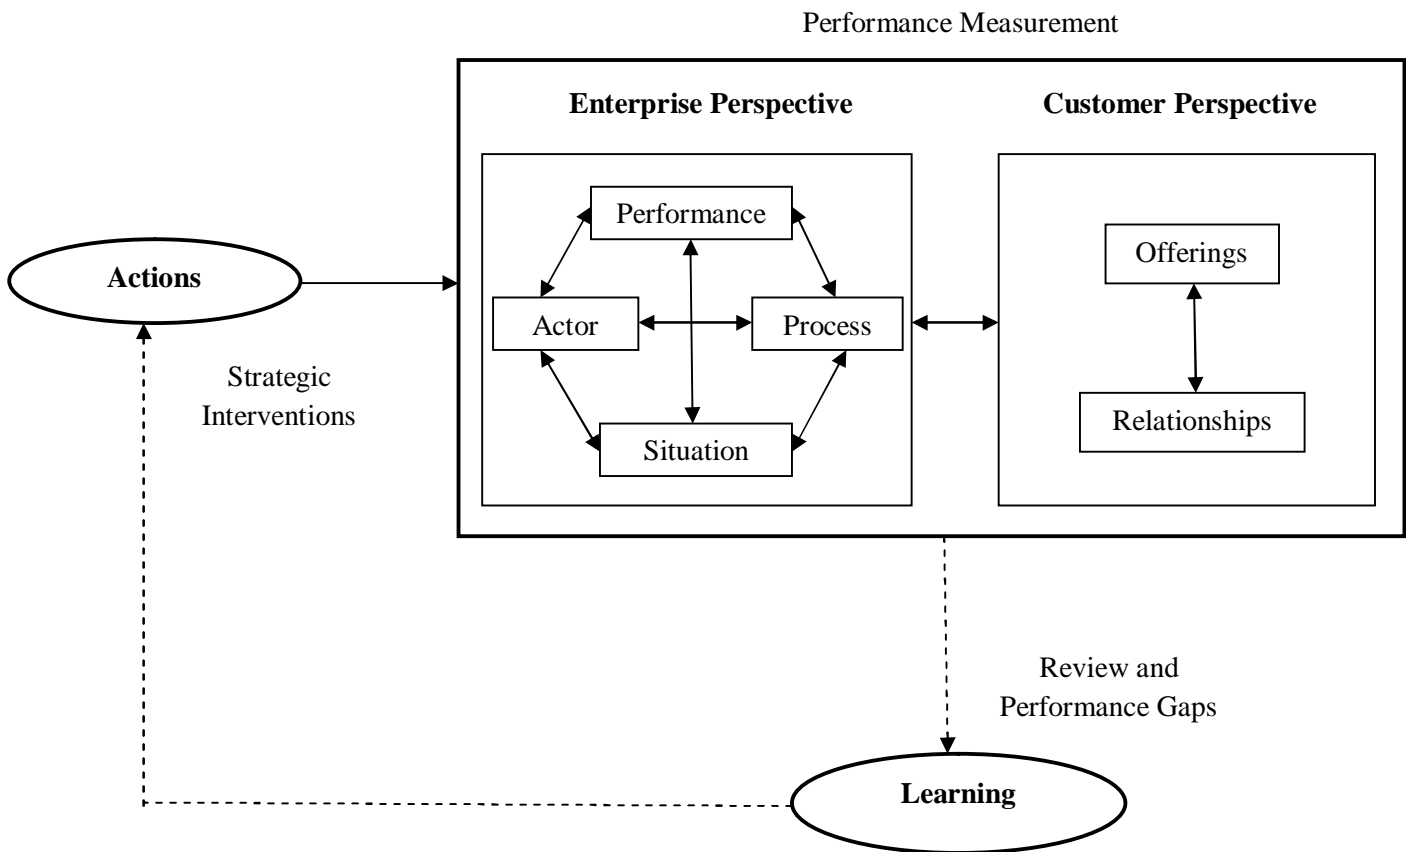 Performance Measurement
Enterprise Perspective
Customer Perspective
Performance
Offerings
Actions
Actor
Process
Strategic
Interventions
Relationships
Situation
Review and
Performance Gaps
Learning